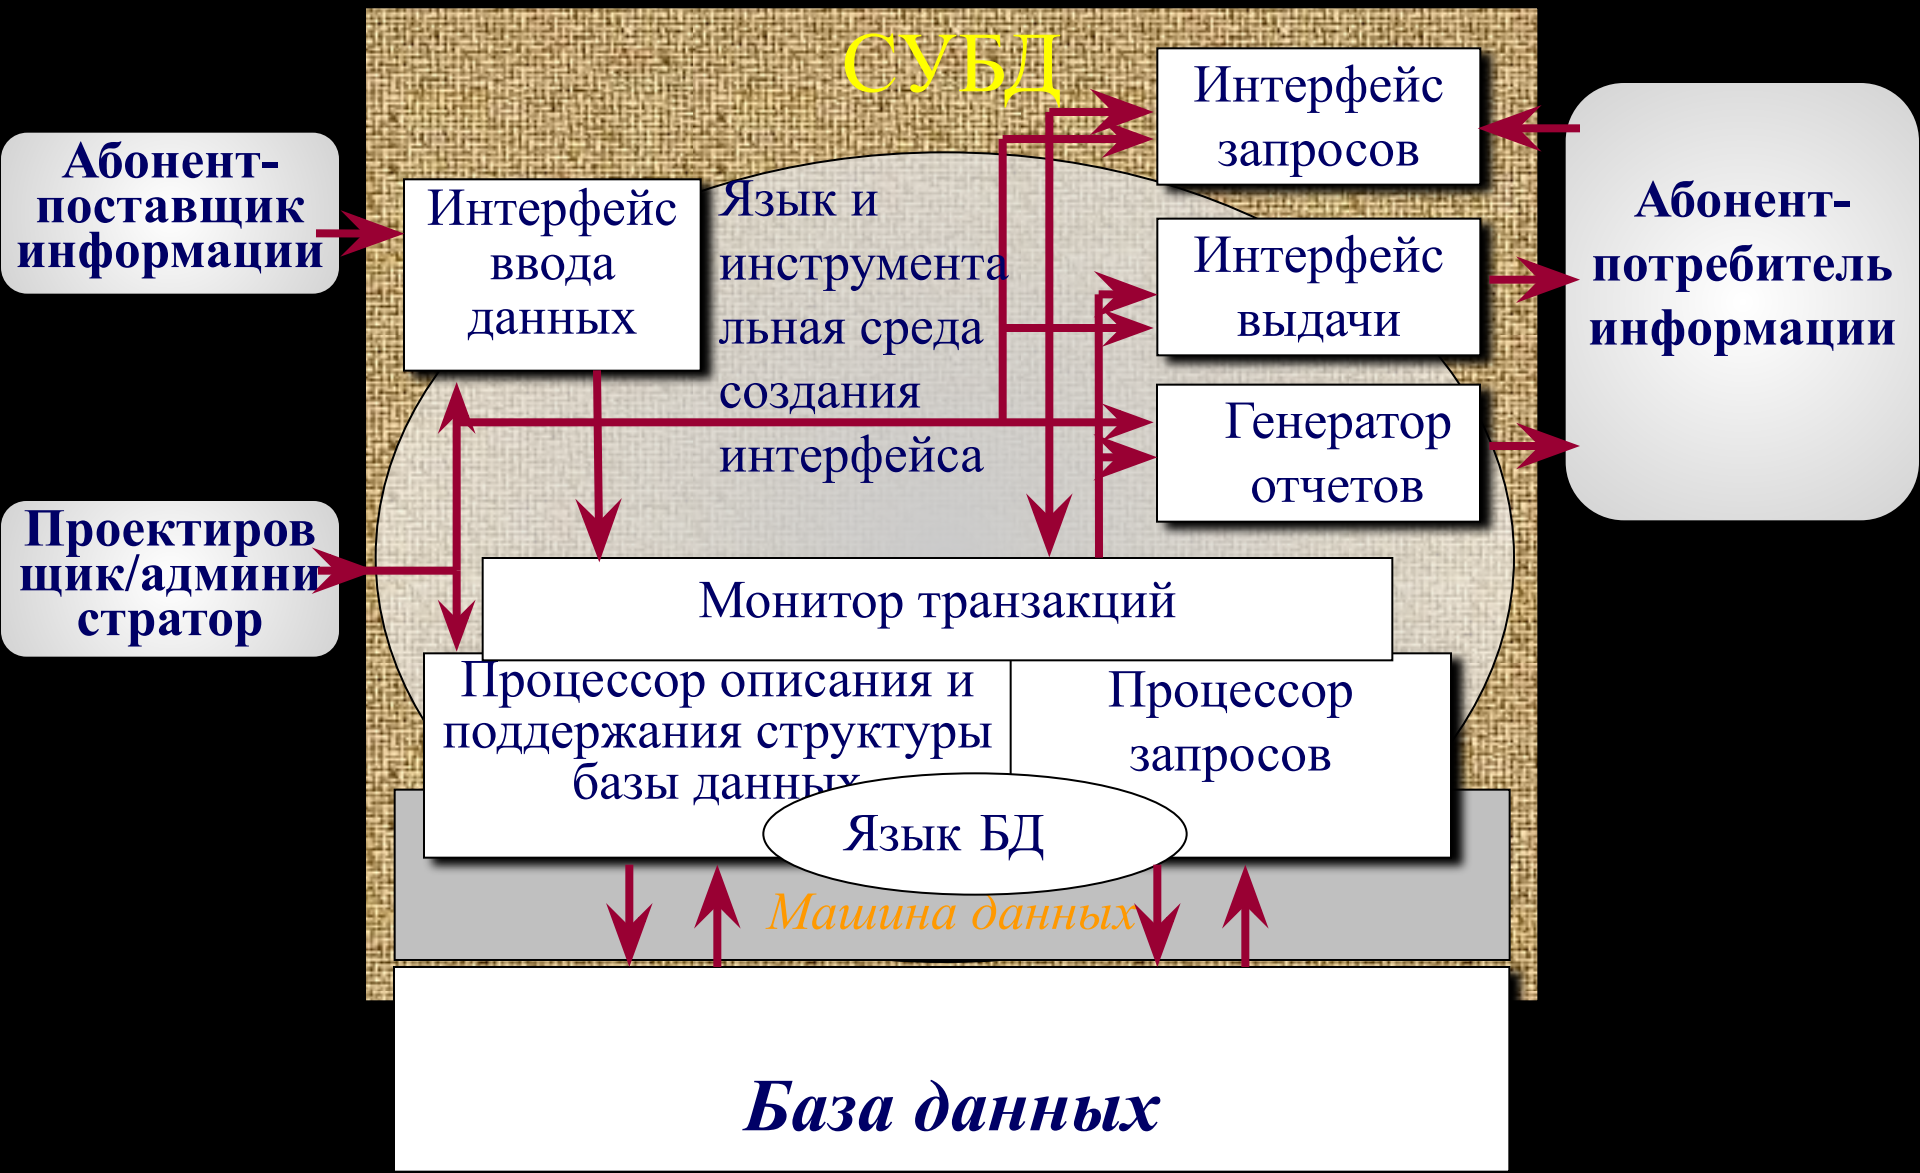 СУБД
Абонент-
поставщик
информации
Интерфейс
ввода
данных
Язык и
инструмента
льная среда
создания
интерфейса
Интерфейс
запросов
Интерфейс
выдачи
Генератор
отчетов
Абонент-
потребитель
информации
Проектиров
щик/админи
стратор
Монитор транзакций
Процессор описания и
поддержания структуры
базы данных
Процессор
запросов
Язык БД
Машина данных
База данных